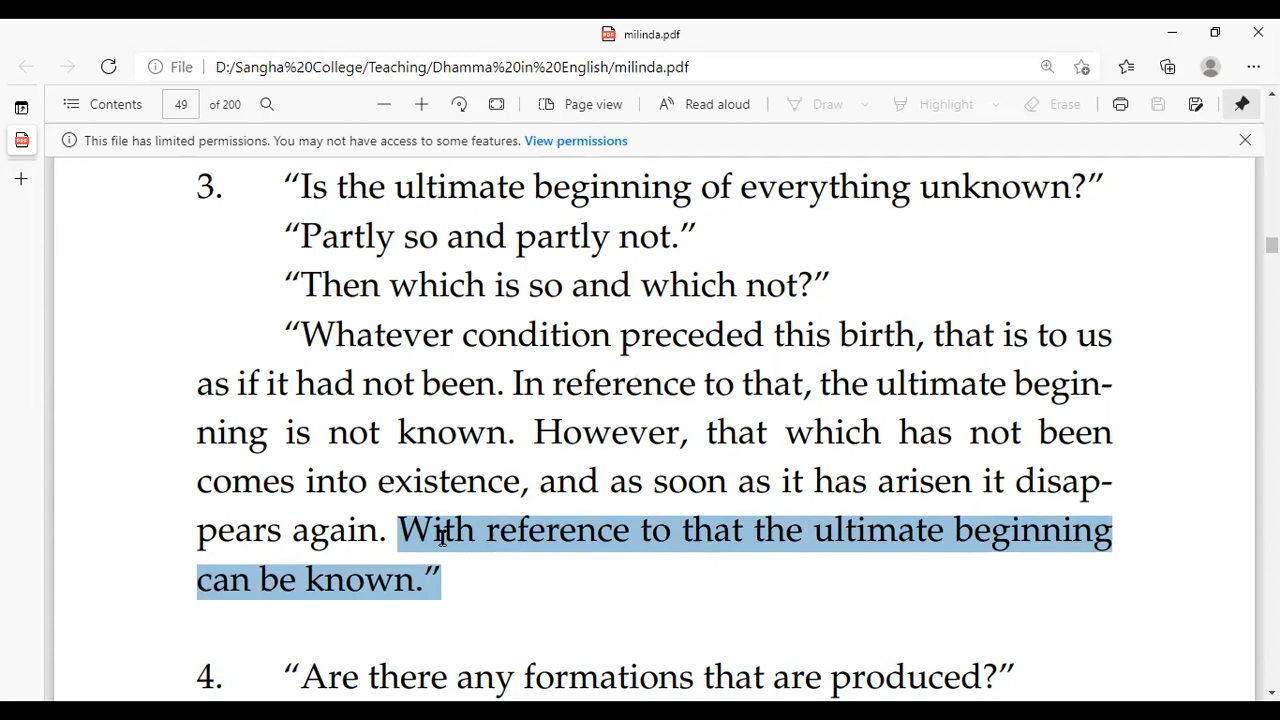 milinda.pdf
File | D:/Sangha%20College/Teaching/Dhamma%20in%20English/milinda.pdf
Contents 49 of 200 Page view Read aloud Draw Highlight Erase
This file has limited permissions. You may not have access to some features. View permissions
3. “Is the ultimate beginning of everything unknown?”
“Partly so and partly not.”
“Then which is so and which not?”
“Whatever condition preceded this birth, that is to us
as if it had not been. In reference to that, the ultimate begin-
ning is not known. However, that which has not been
comes into existence, and as soon as it has arisen it disap-
pears again. With reference to that the ultimate beginning
can be known.”
4. “Are there any formations that are produced?”